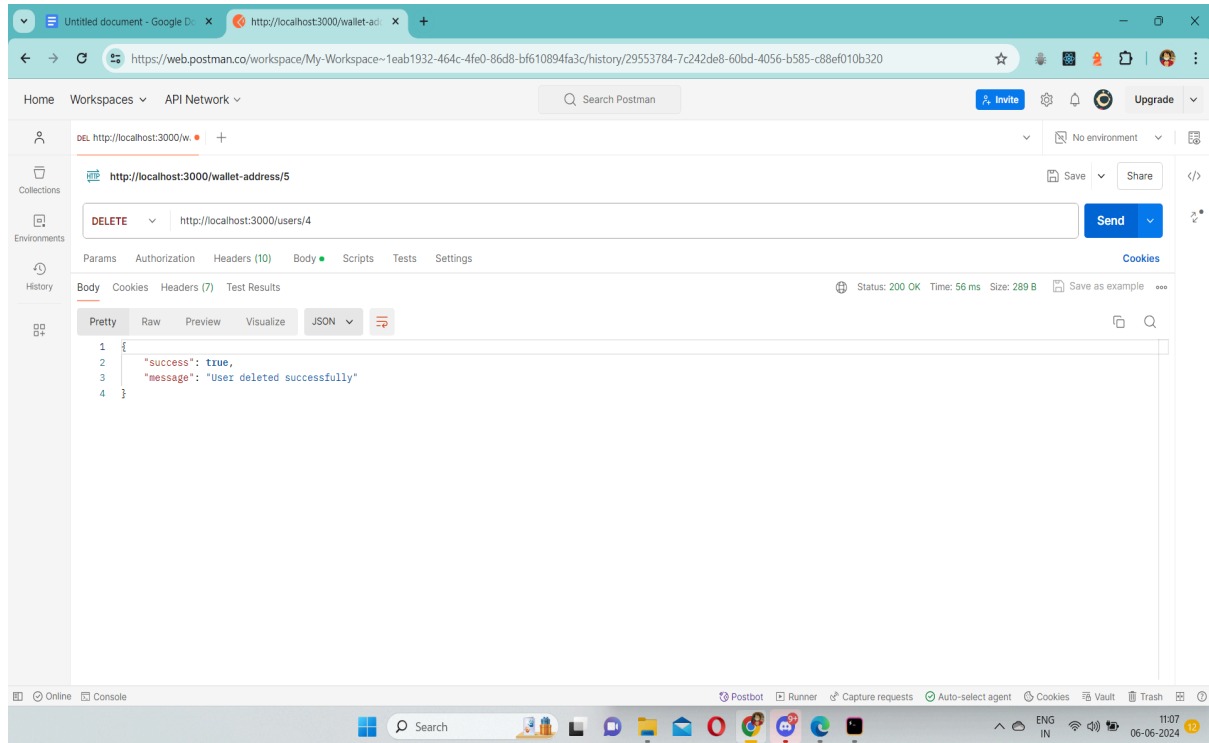 Untitled document - Google Do
http://localhost:3000/wallet-add
https://web.postman.co/workspace/My-Workspace~1eab1932-464c-4fe0-86d8-bf610894fa3c/history/29553784-7c242de8-60bd-4056-b585-c88ef010b320
Home Workspaces API Network Search Postman Invite Upgrade
DEL http://localhost:3000/w. No environment
Collections
Environments
History
HTTP http://localhost:3000/wallet-address/5 Save Share
DELETE http://localhost:3000/users/4 Send
Params Authorization Headers (10) Body Scripts Tests Settings Cookies
Body Cookies Headers (7) Test Results Status: 200 OK Time: 56 ms Size: 289 B Save as example
Pretty Raw Preview Visualize JSON
1 {
2 "success": true,
3 "message": "User deleted successfully"
4 }
Online Console Postbot Runner Capture requests Auto-select agent Cookies Vault Trash
Search ENG 11:07
IN 06-06-2024 12